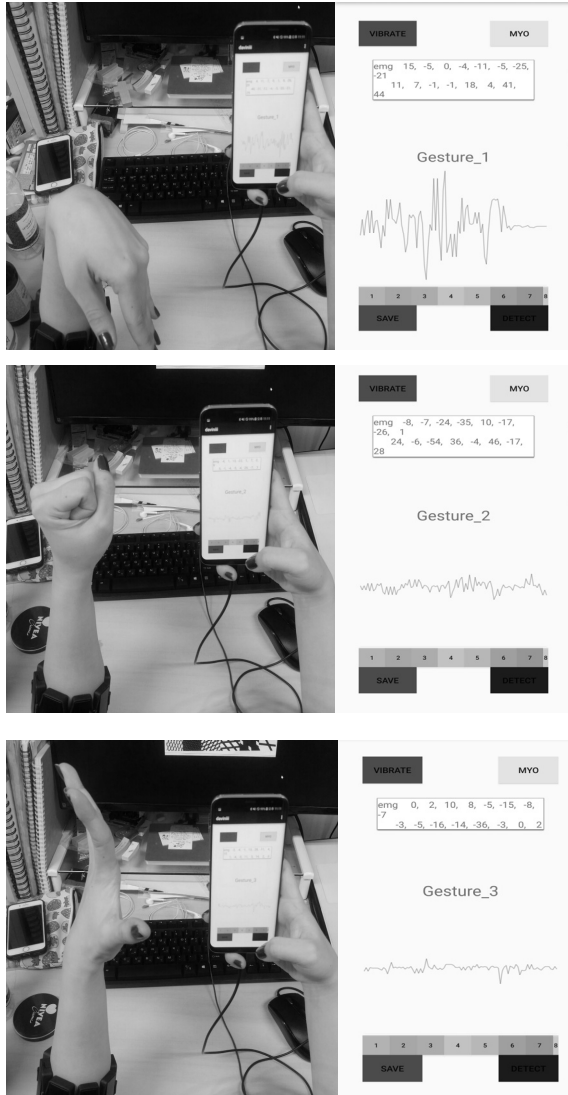 VIBRATE MYO
emg 15, -5, 0, -4, -11, -5, -25,
-21
11, 7, -1, -1, 18, 4, 41,
44
Gesture_1
Gesture_1
1 2 3 4 5 6 7 8
SAVE DETECT
VIBRATE MYO
emg -8, -7, -24, -35, 10, -17,
-26, 1
24, -6, -54, 36, -4, 46, -17,
28
Gesture_2
1 2 3 4 5 6 7 8
SAVE DETECT
NIVEA
VIBRATE MYO
emg 0, 2, 10, 8, -5, -15, -8,
-7
-3, -5, -16, -14, -36, -3, 0, 2
Gesture_3
1 2 3 4 5 6 7 8
SAVE DETECT
NIVEA